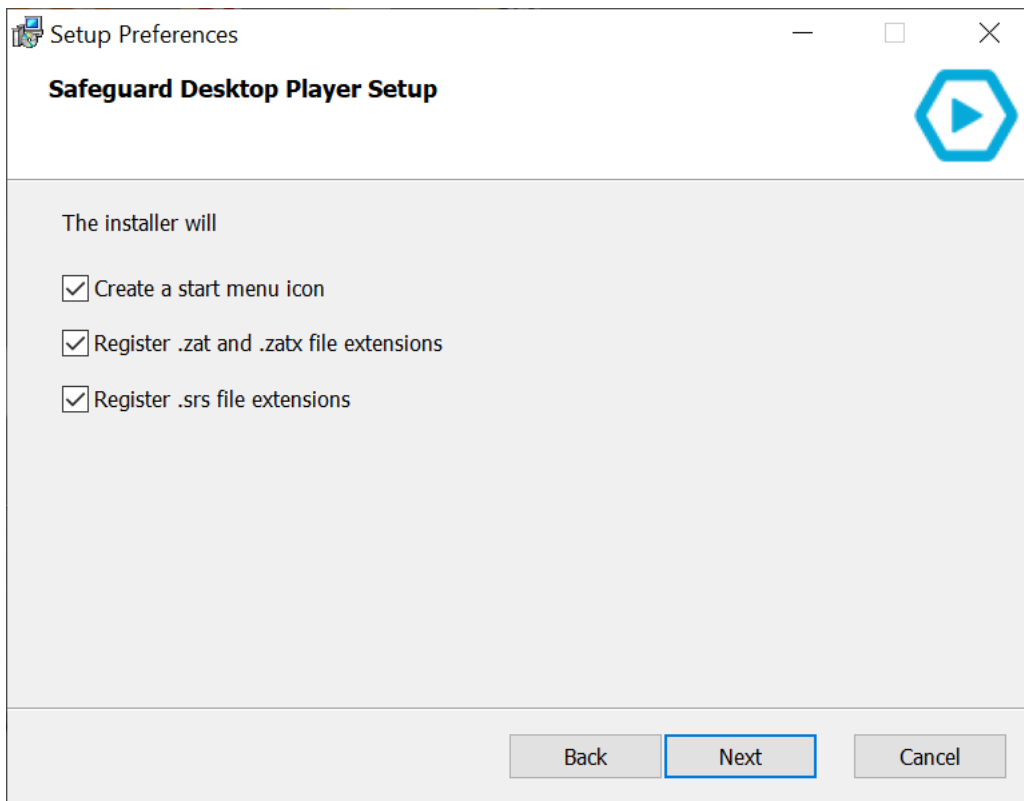 Setup Preferences
Safeguard Desktop Player Setup
The installer will
Create a start menu icon
Register .zat and .zatx file extensions
Register .srs file extensions
Back Next Cancel